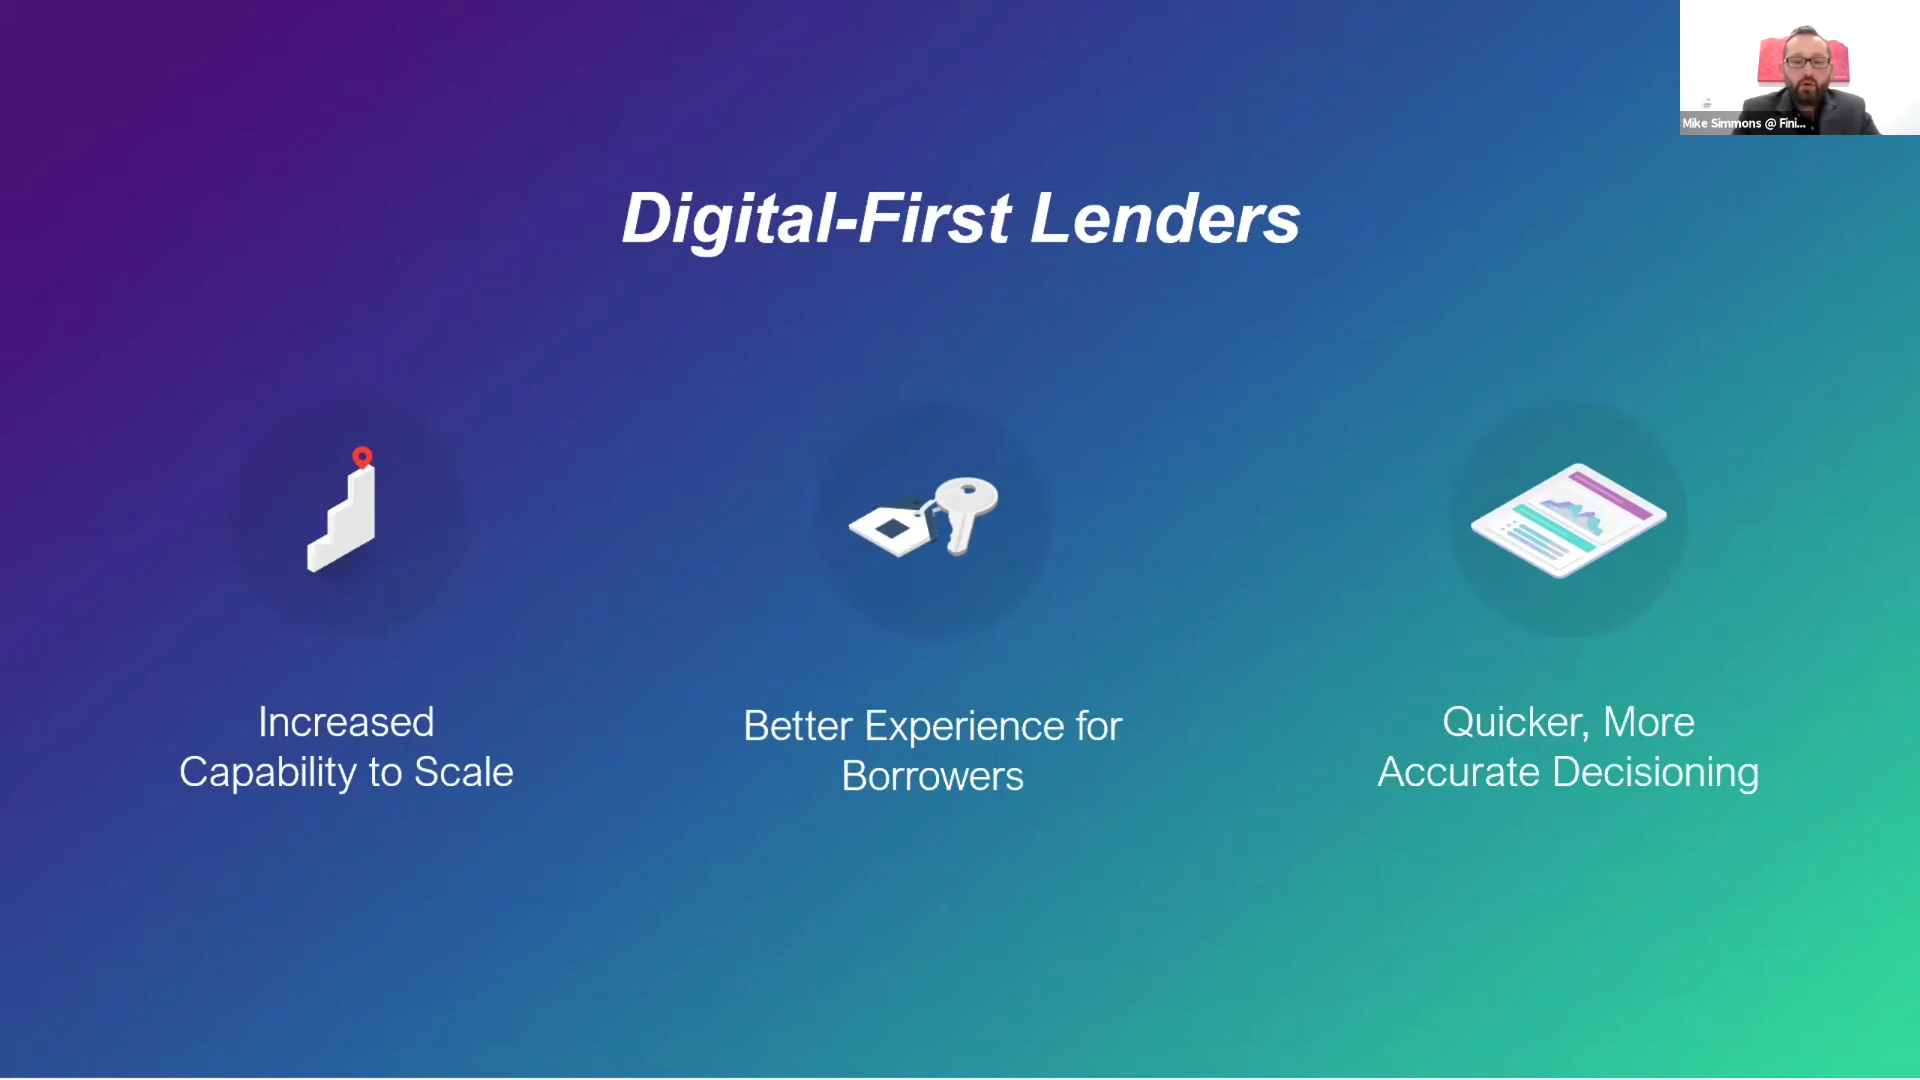 Mike Simmons @ Fini...
Digital-First Lenders
Increased
Capability to Scale
Better Experience for
Borrowers
Quicker, More
Accurate Decisioning